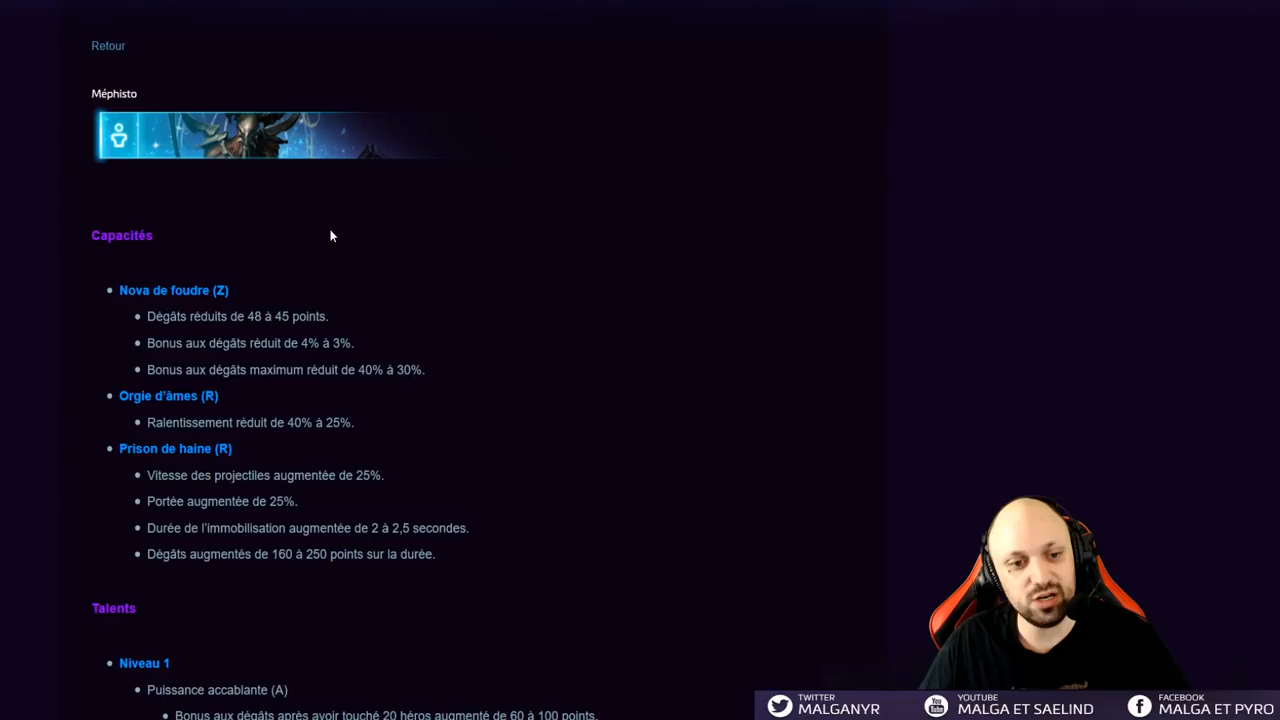 Retour
Méphisto
Capacités
Nova de foudre (Z)
Dégâts réduits de 48 à 45 points.
Bonus aux dégâts réduit de 4% à 3%.
Bonus aux dégâts maximum réduit de 40% à 30%.
Orgie d'âmes (R)
Ralentissement réduit de 40% à 25%.
Prison de haine (R)
Vitesse des projectiles augmentée de 25%.
Portée augmentée de 25%.
Durée de l'immobilisation augmentée de 2 à 2,5 secondes.
Dégâts augmentés de 160 à 250 points sur la durée.
Talents
Niveau 1
Puissance accablante (A)
Bonus aux dégâts après avoir touché 20 héros augmenté de 60 à 100 points.
TWITTER
MALGANYR
YOUTUBE
MALGA ET SAELIND
FACEBOOK
MALGA ET PYRO